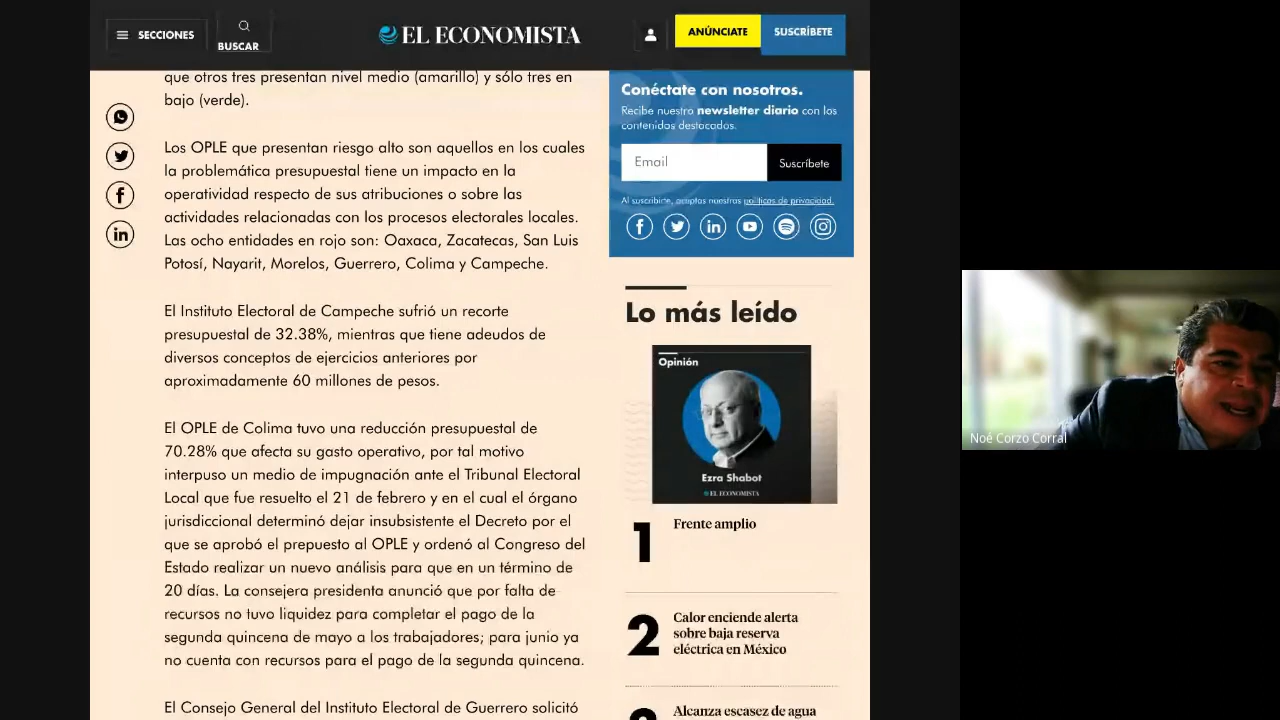 SECCIONES
BUSCAR
EL ECONOMISTA
ANÚNCIATE
SUSCRÍBETE
que otros tres presentan nivel medio (amarillo) y sólo tres en
bajo (verde).
Los OPLE que presentan riesgo alto son aquellos en los cuales
la problemática presupuestal tiene un impacto en la
operatividad respecto de sus atribuciones o sobre las
actividades relacionadas con los procesos electorales locales.
Las ocho entidades en rojo son: Oaxaca, Zacatecas, San Luis
Potosí, Nayarit, Morelos, Guerrero, Colima y Campeche.
El Instituto Electoral de Campeche sufrió un recorte
presupuestal de 32.38%, mientras que tiene adeudos de
diversos conceptos de ejercicios anteriores por
aproximadamente 60 millones de pesos.
El OPLE de Colima tuvo una reducción presupuestal de
70.28% que afecta su gasto operativo, por tal motivo
interpuso un medio de impugnación ante el Tribunal Electoral
Local que fue resuelto el 21 de febrero y en el cual el órgano
jurisdiccional determinó dejar insubsistente el Decreto por el
que se aprobó el prepuesto al OPLE y ordenó al Congreso del
Estado realizar un nuevo análisis para que en un término de
20 días. La consejera presidenta anunció que por falta de
recursos no tuvo liquidez para completar el pago de la
segunda quincena de mayo a los trabajadores; para junio ya
no cuenta con recursos para el pago de la segunda quincena.
El Consejo General del Instituto Electoral de Guerrero solicitó
Conéctate con nosotros.
Recibe nuestro newsletter diario con los
contenidos destacados.
Email
Suscríbete
Al suscribirte, aceptas nuestras políticas de privacidad.
Lo más leído
Opinión
Ezra Shabot
EL ECONOMISTA
1
Frente amplio
2
Calor enciende alerta
sobre baja reserva
eléctrica en México
3
Alcanza escasez de agua
Noé Corzo Corral